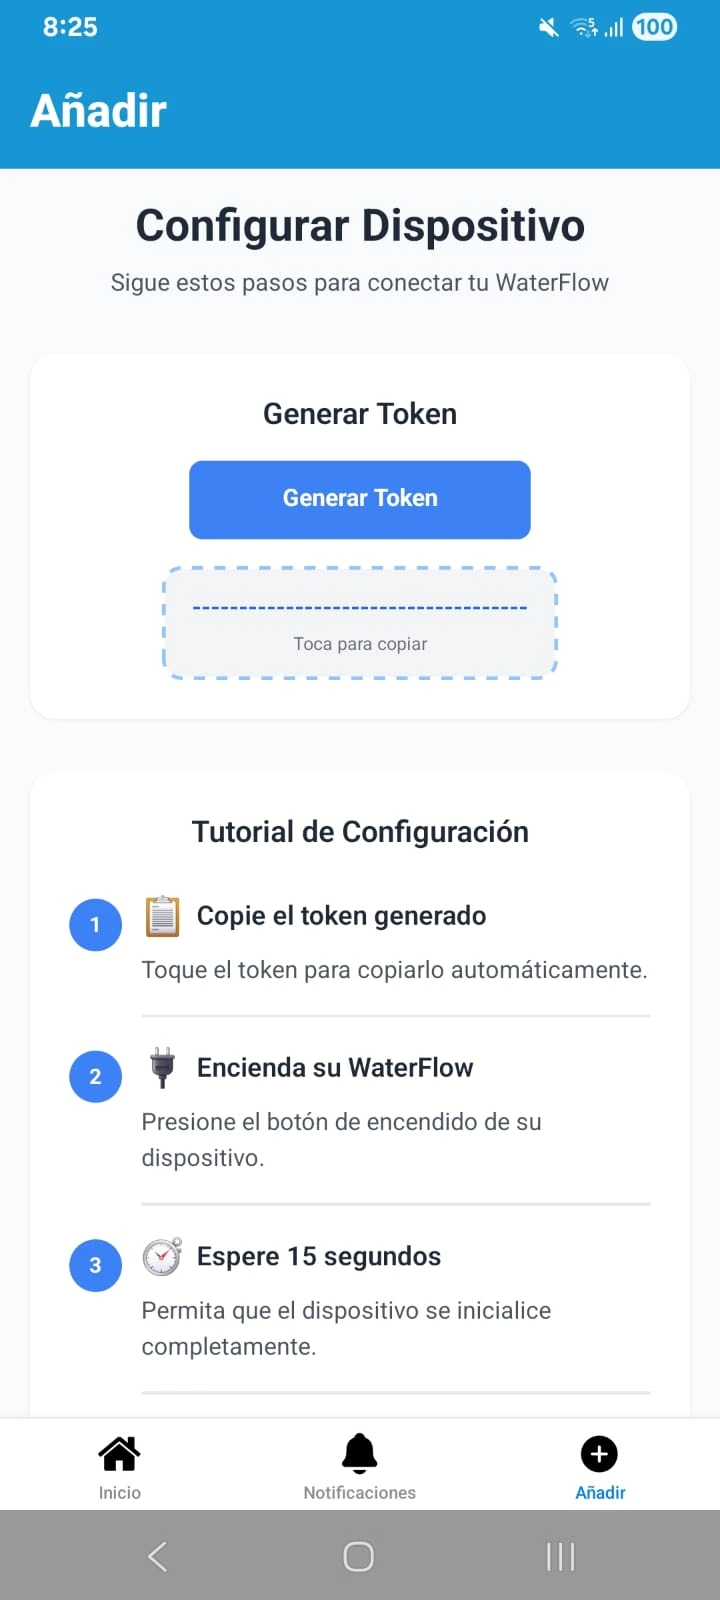 8:25
5
100
Añadir
Configurar Dispositivo
Sigue estos pasos para conectar tu WaterFlow
Generar Token
Generar Token
------------------------------------
Toca para copiar
Tutorial de Configuración
1
Copie el token generado
Toque el token para copiarlo automáticamente.
2
Encienda su WaterFlow
Presione el botón de encendido de su
dispositivo.
3
Espere 15 segundos
Permita que el dispositivo se inicialice
completamente.
Inicio
Notificaciones
Añadir